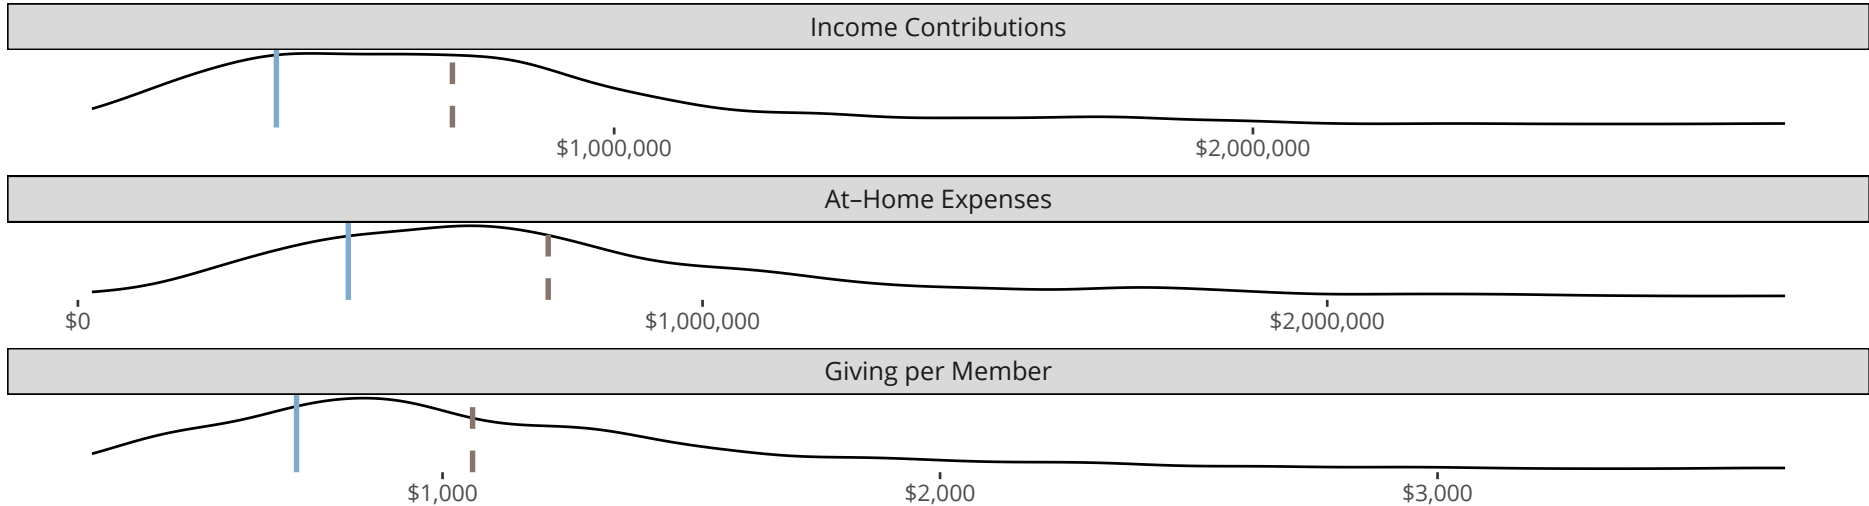 Income Contributions
$1,000,000 $2,000,000
At–Home Expenses
$0 $1,000,000 $2,000,000
Giving per Member
$1,000 $2,000 $3,000